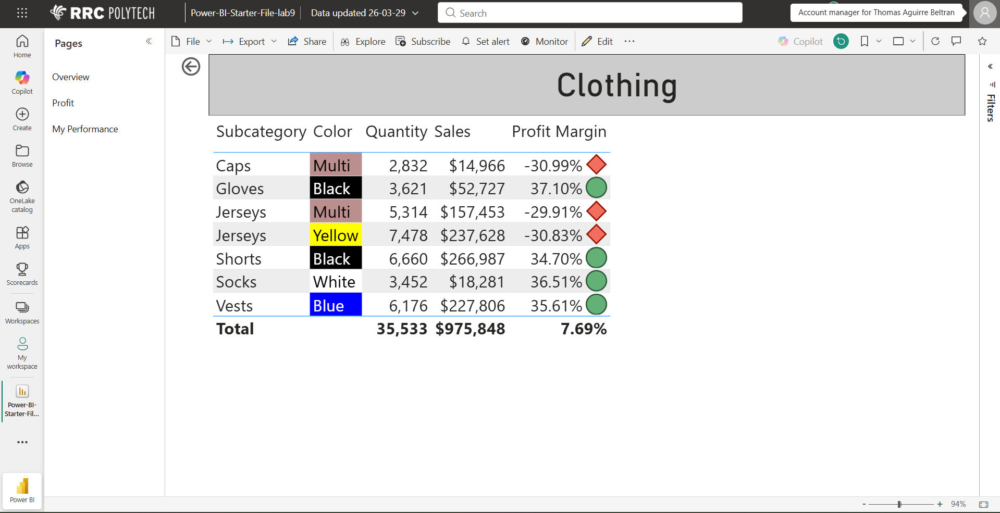 RRC POLYTECH
Power-BI-Starter-File-lab9
Data updated 26-03-29
Search
Account manager for Thomas Aguirre Beltran
Home
Copilot
Create
Browse
OneLake
catalog
Apps
Scorecards
Workspaces
My
workspace
Power-BI-
Starter-Fil...
Power BI
Pages
Overview
Profit
My Performance
File
Export
Share
Explore
Subscribe
Set alert
Monitor
Edit
Copilot
Filters
Clothing
Subcategory Color Quantity Sales Profit Margin
Caps Multi 2,832 $14,966 -30.99%
Gloves Black 3,621 $52,727 37.10%
Jerseys Multi 5,314 $157,453 -29.91%
Jerseys Yellow 7,478 $237,628 -30.83%
Shorts Black 6,660 $266,987 34.70%
Socks White 3,452 $18,281 36.51%
Vests Blue 6,176 $227,806 35.61%
Total 35,533 $975,848 7.69%
- + 94%